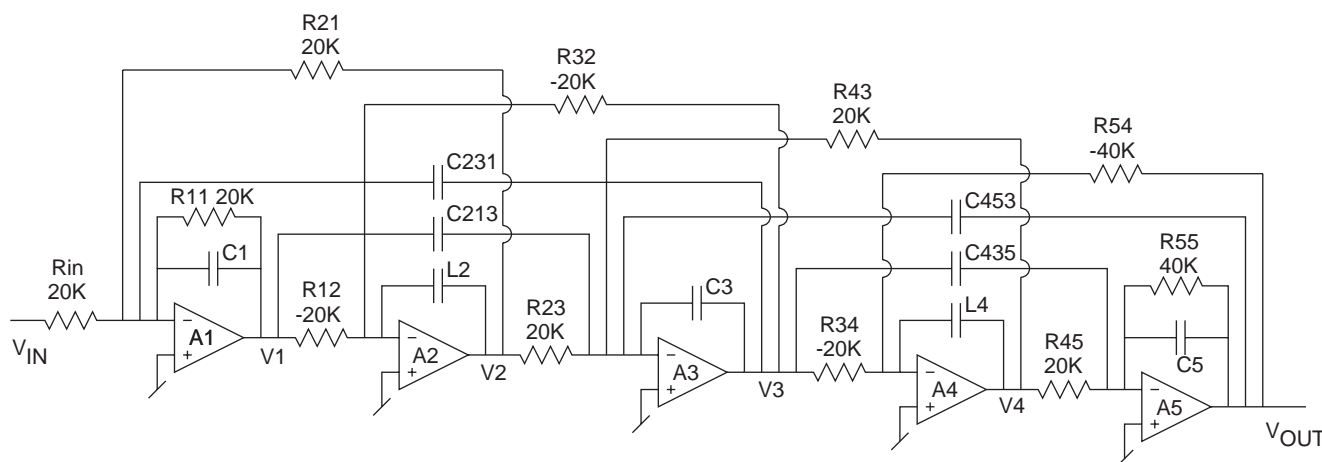 R21
20K
R32
-20K
R43
20K
R54
-40K
C231
R11 20K
C213
C453
C1
L2
C435
R55
40K
Rin
20K
R12
-20K
R23
20K
C3
R34
-20K
L4
R45
20K
C5
VIN
−
+
A1
V1
−
+
A2
V2
−
+
A3
V3
−
+
A4
V4
−
+
A5
VOUT